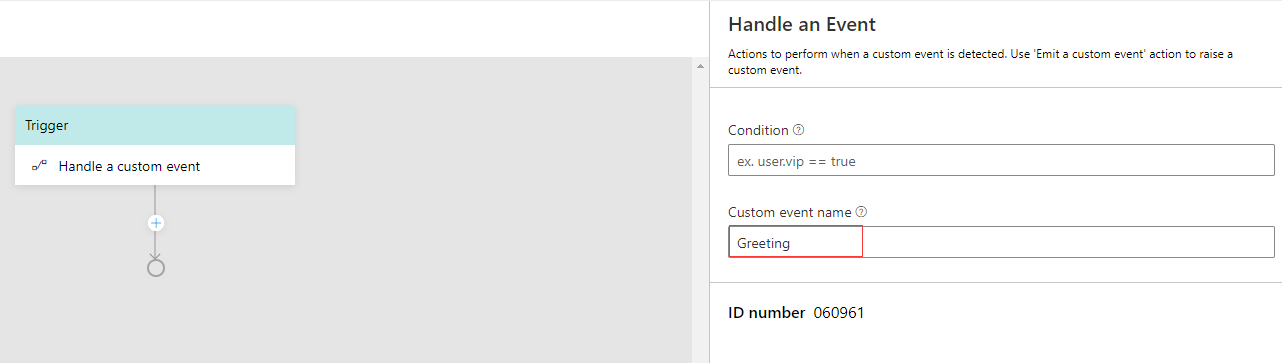 Handle an Event
Actions to perform when a custom event is detected. Use 'Emit a custom event' action to raise a
custom event.
Trigger
Handle a custom event
Condition
ex. user.vip == true
Custom event name
Greeting
ID number 060961